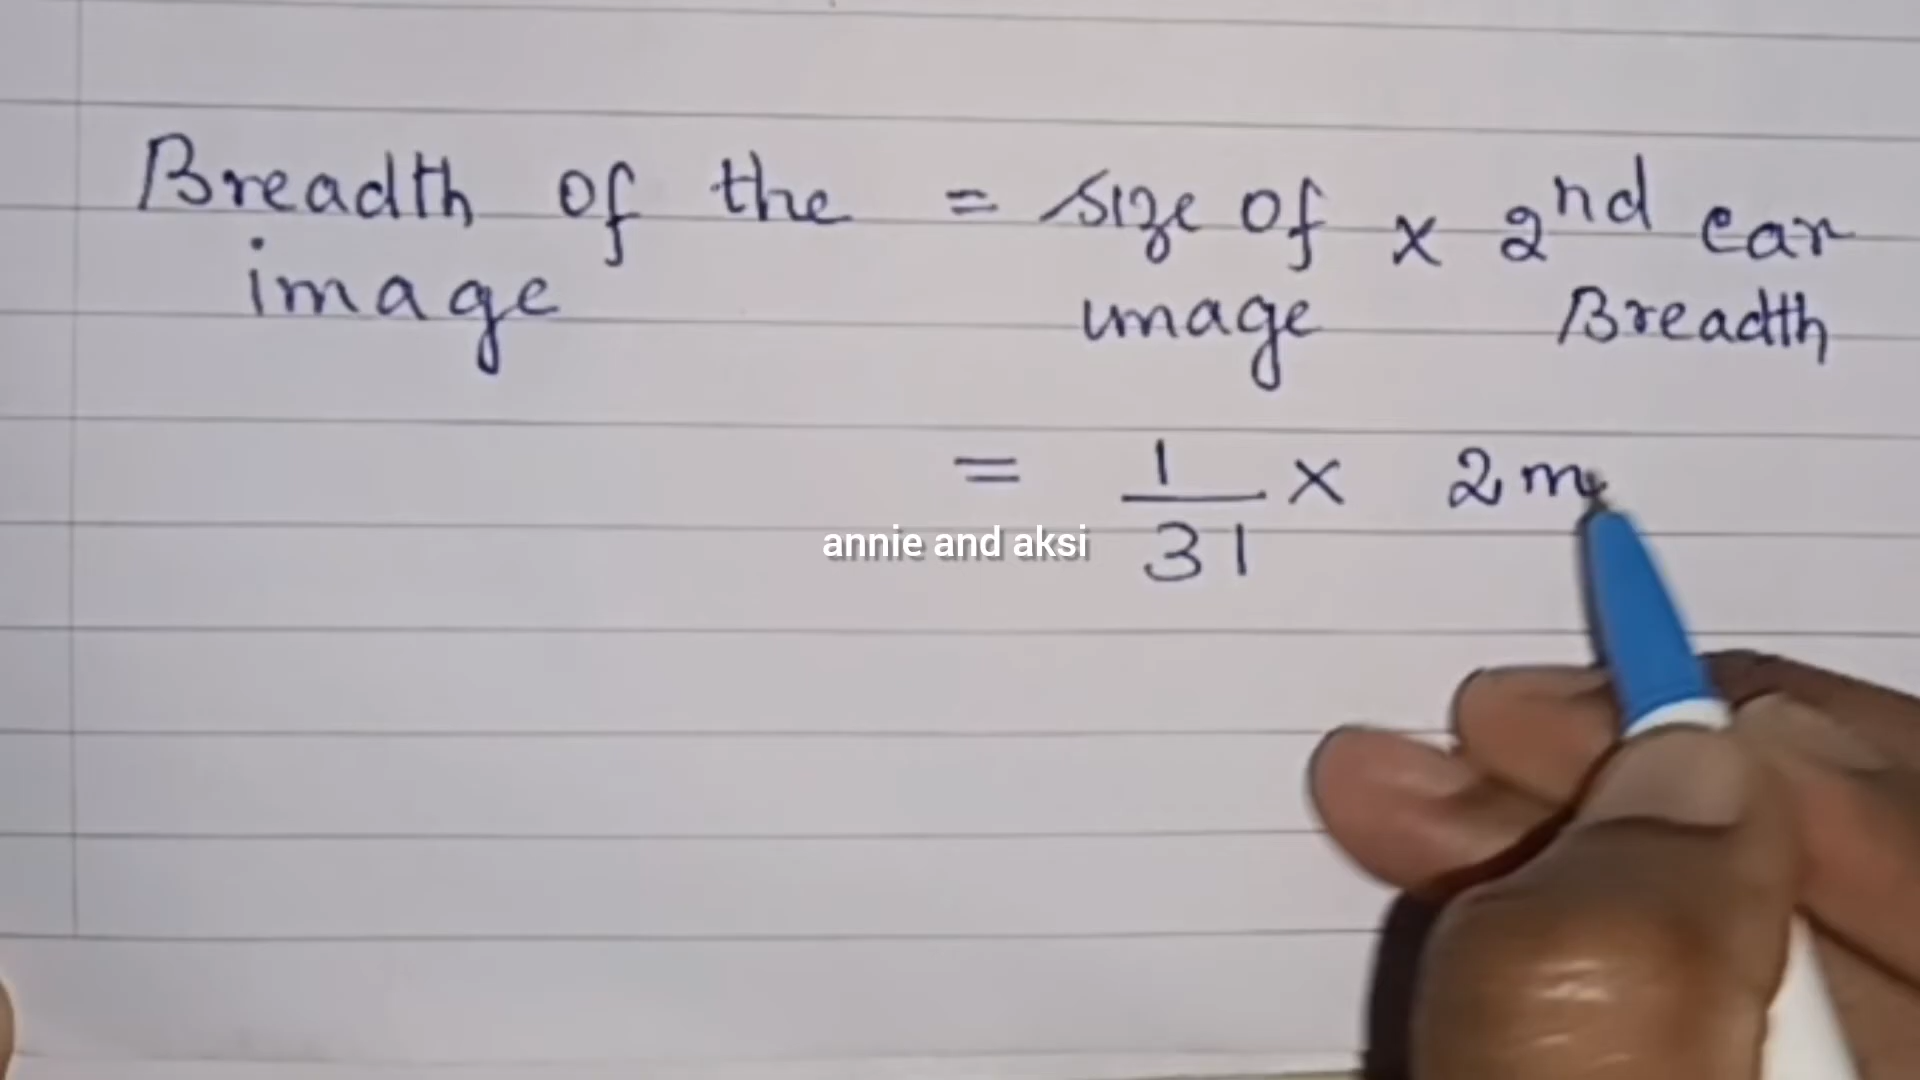 Breadth of the = size of x 2nd car
image image Breadth
= 1/31 x 2m
annie and aksi